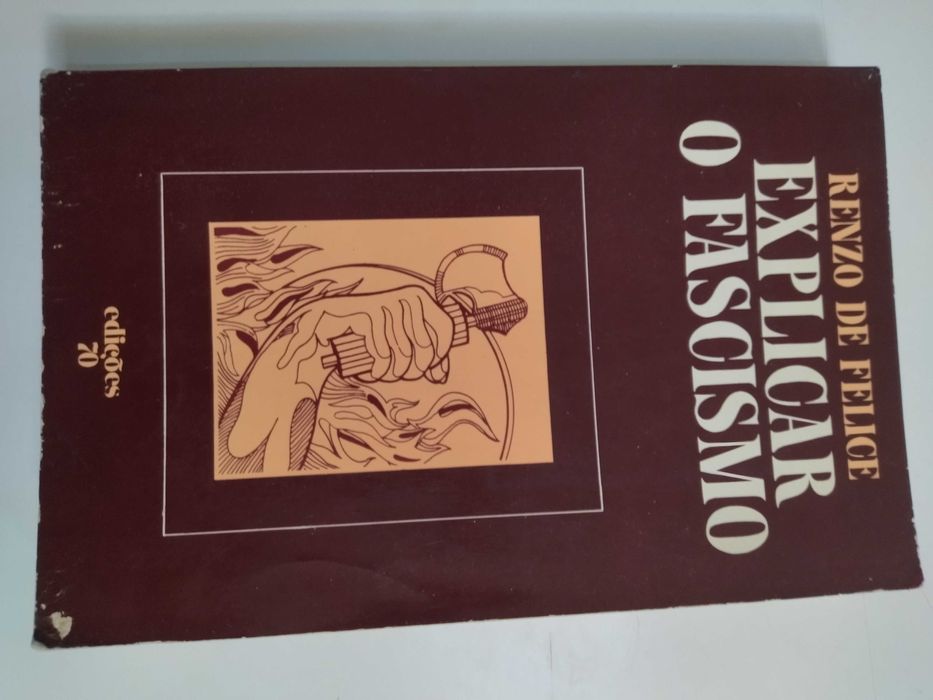 RENZO DE FELICE
EXPLICAR
O FASCISMO
edições
70